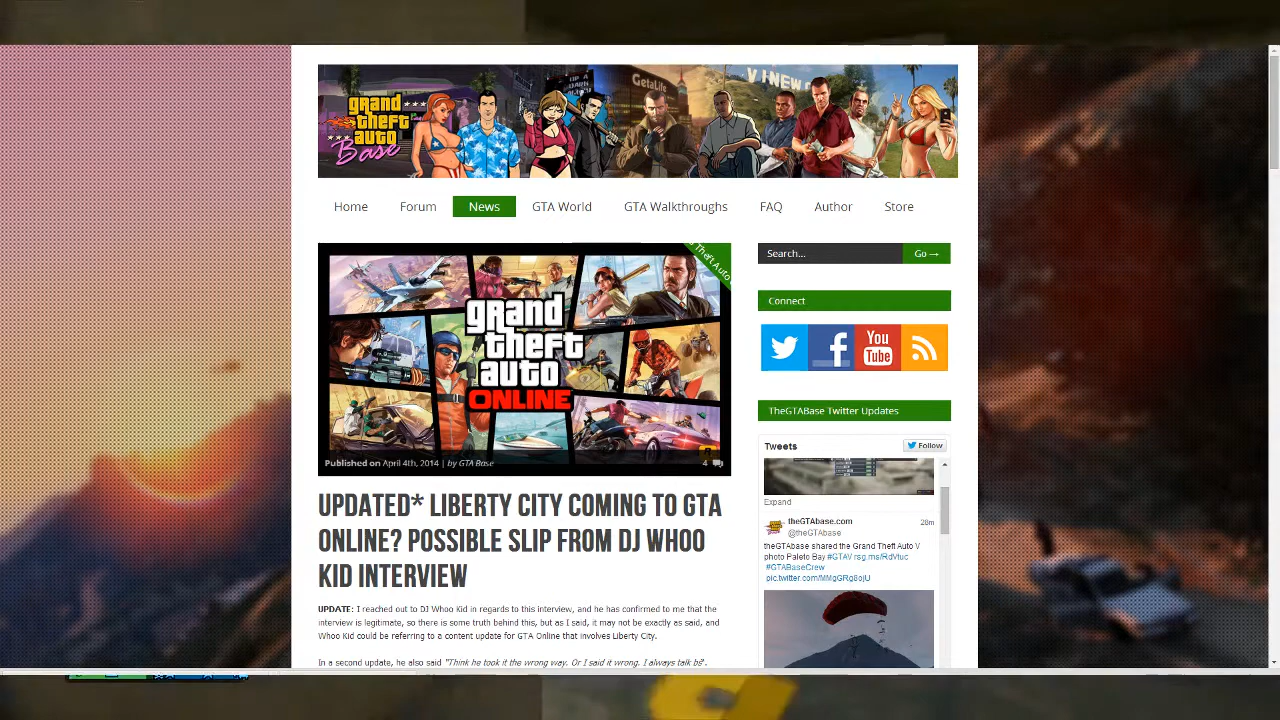 grand
theft
auto
Base
GetaLife
Home Forum News GTA World GTA Walkthroughs FAQ Author Store
Theft Auto
grand
theft
auto
ONLINE
Published on April 4th, 2014 | by GTA Base
4
UPDATED* LIBERTY CITY COMING TO GTA
ONLINE? POSSIBLE SLIP FROM DJ WHOO
KID INTERVIEW
UPDATE: I reached out to DJ Whoo Kid in regards to this interview, and he has confirmed to me that the
interview is legitimate, so there is some truth behind this, but as I said, it may not be exactly as said, and
Whoo Kid could be referring to a content update for GTA Online that involves Liberty City.
In a second update, he also said "Think he took it the wrong way. Or I said it wrong. I always talk bs".
Search...
Go →
Connect
You
Tube
TheGTABase Twitter Updates
Tweets
Follow
Expand
theGTAbase.com 28m
@theGTAbase
theGTAbase shared the Grand Theft Auto V
photo Paleto Bay #GTAV rsg.ms/RdVtuc
#GTABaseCrew
pic.twitter.com/MMgGRg8ojU